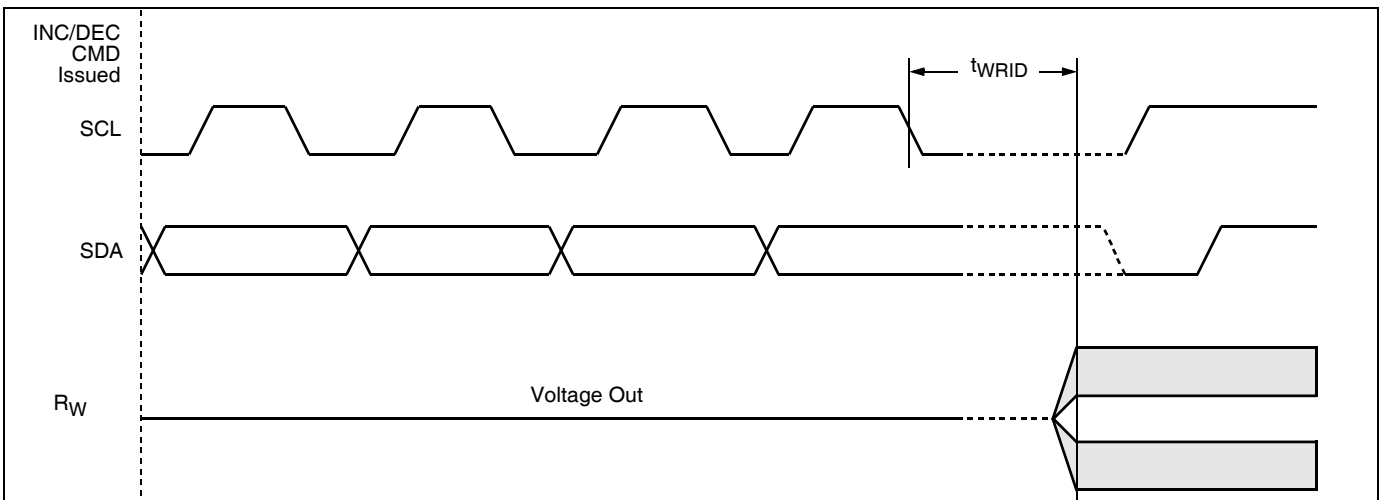 INC/DEC
CMD
Issued
tWRID
SCL
SDA
Voltage Out
RW